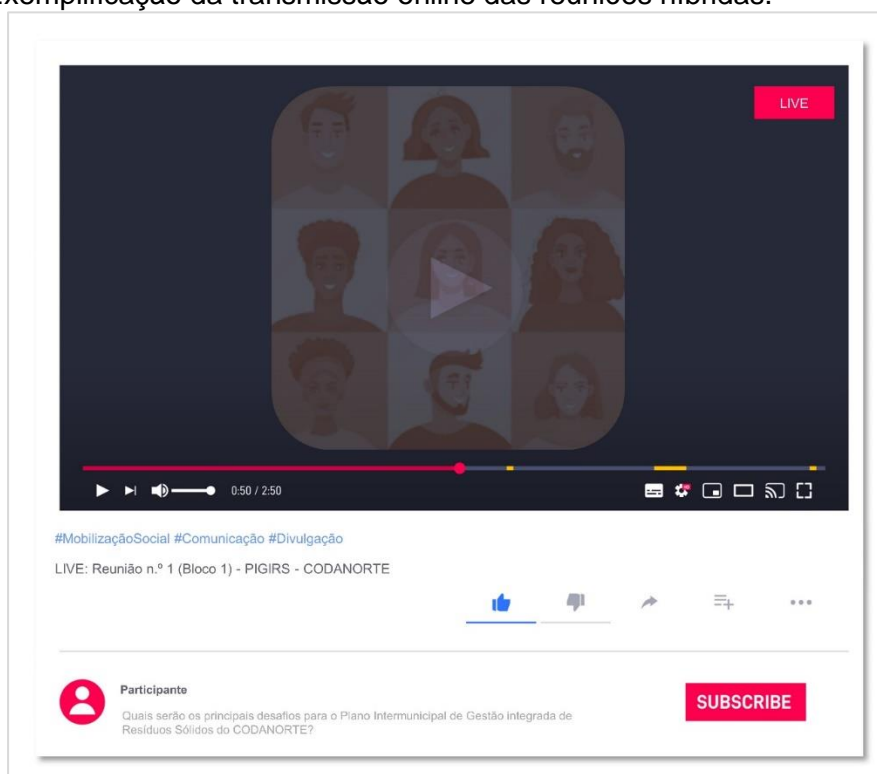 Exemplificação da transmissão online das reuniões híbridas.
LIVE
0:50 / 2:50
#MobilizaçãoSocial #Comunicação #Divulgação
LIVE: Reunião n.º 1 (Bloco 1) - PIGIRS - CODANORTE
Participante
Quais serão os principais desafios para o Plano Intermunicipal de Gestão integrada de
Resíduos Sólidos do CODANORTE?
SUBSCRIBE